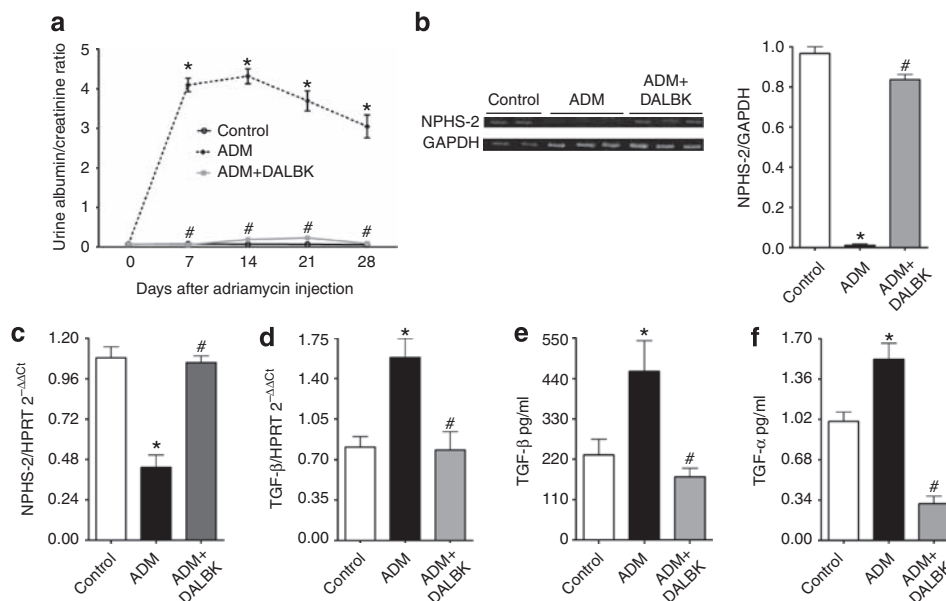 a
Urine albumin/creatinine ratio
5
4
3
2
1
0
* * * *
Control
ADM
ADM+DALBK
# # # #
0 7 14 21 28
Days after adriamycin injection
b
Control ADM ADM+
DALBK
NPHS-2
GAPDH
NPHS-2/GAPDH
1.0
0.8
0.6
0.4
0.2
0.0
* #
Control ADM ADM+
DALBK
c
NPHS-2/HPRT 2⁻ΔΔCt
1.20
0.96
0.72
0.48
0.24
0.00
* #
Control ADM ADM+
DALBK
d
TGF-β/HPRT 2⁻ΔΔCt
1.75
1.40
1.05
0.70
0.35
0.00
* #
Control ADM ADM+
DALBK
e
TGF-β pg/ml
550
440
330
220
110
0
* #
Control ADM ADM+
DALBK
f
TGF-α pg/ml
1.70
1.36
1.02
0.68
0.34
0.00
* #
Control ADM ADM+
DALBK